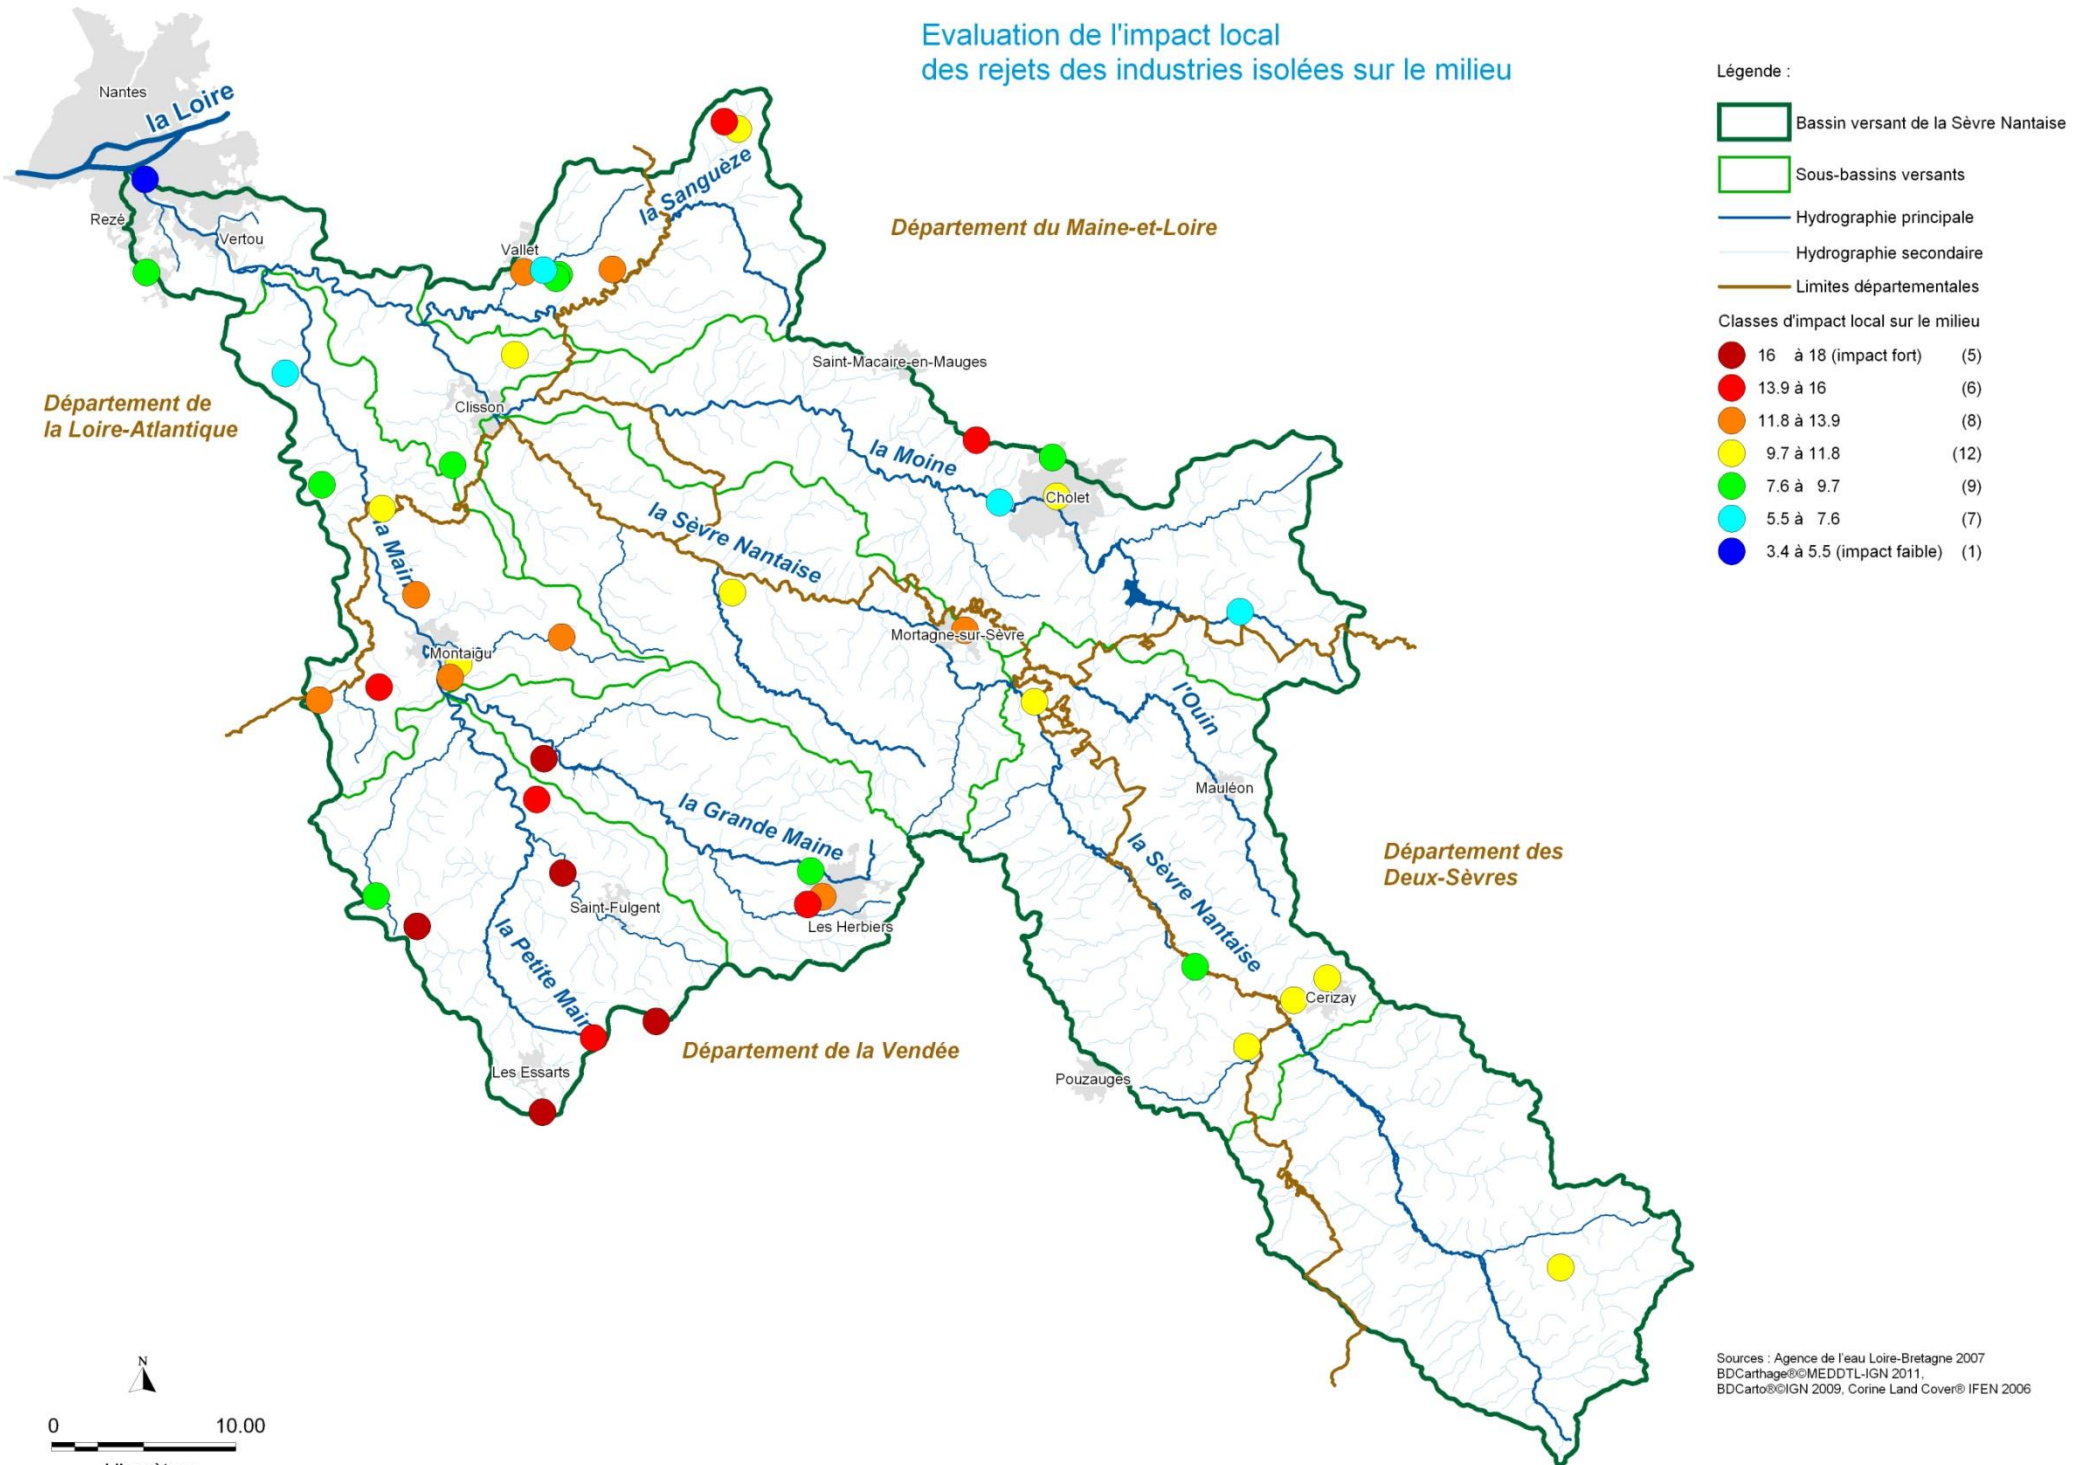 Evaluation de l'impact local
des rejets des industries isolées sur le milieu
Nantes
la Loire
Rezé
Vertou
Vallet
la Sanguèze
Département du Maine-et-Loire
Saint-Macaire-en-Mauges
Département de
la Loire-Atlantique
Clisson
la Moine
Cholet
la Sèvre Nantaise
la Main
Mortagne-sur-Sèvre
Montaigu
l'Ouin
Mauléon
la Grande Maine
la Sèvre Nantaise
Département des
Deux-Sèvres
Saint-Fulgent
Les Herbiers
la Petite Main
Cerizay
Département de la Vendée
Les Essarts
Pouzauges
N
0 10.00
Légende :
Bassin versant de la Sèvre Nantaise
Sous-bassins versants
Hydrographie principale
Hydrographie secondaire
Limites départementales
Classes d'impact local sur le milieu
16 à 18 (impact fort) (5)
13.9 à 16 (6)
11.8 à 13.9 (8)
9.7 à 11.8 (12)
7.6 à 9.7 (9)
5.5 à 7.6 (7)
3.4 à 5.5 (impact faible) (1)
Sources : Agence de l'eau Loire-Bretagne 2007
BDCarthage®©MEDDTL-IGN 2011,
BDCarto®©IGN 2009, Corine Land Cover® IFEN 2006